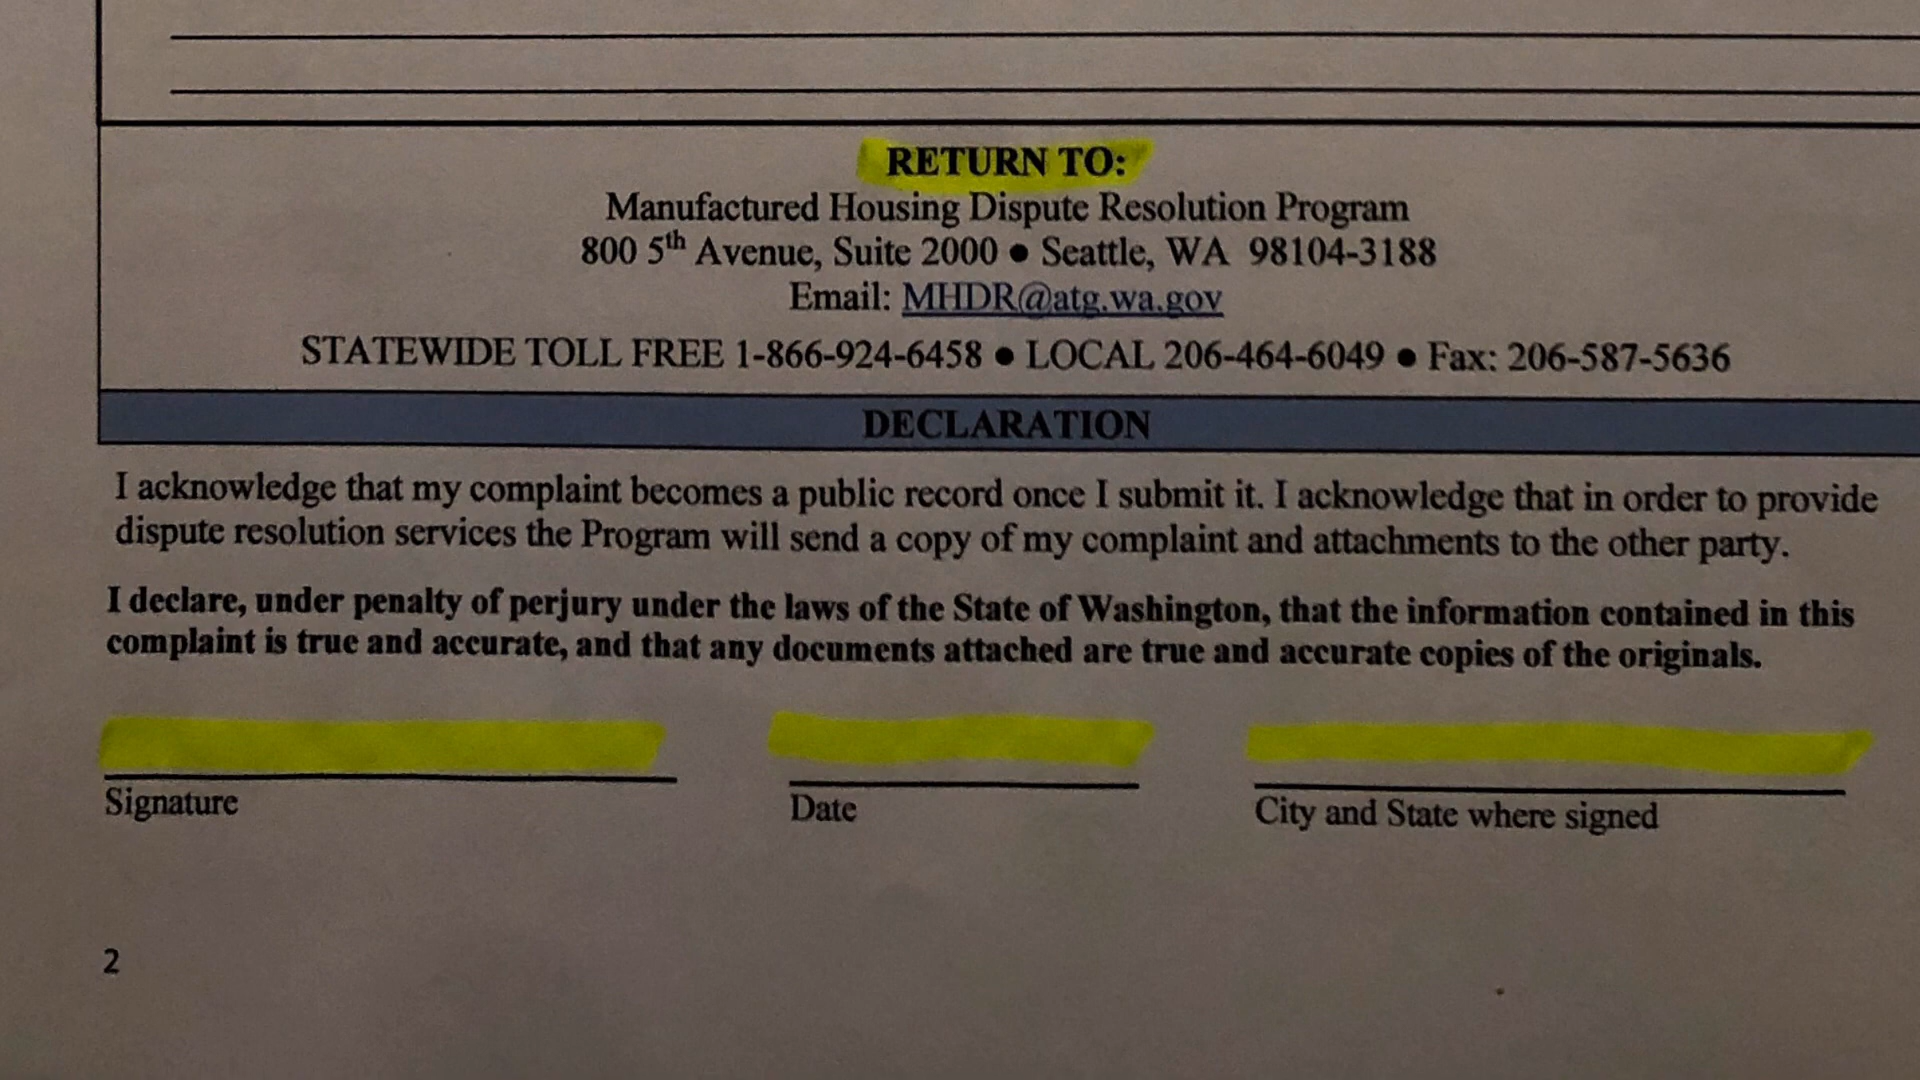 RETURN TO:
Manufactured Housing Dispute Resolution Program
800 5th Avenue, Suite 2000 ● Seattle, WA 98104-3188
Email: MHDR@atg.wa.gov
STATEWIDE TOLL FREE 1-866-924-6458 ● LOCAL 206-464-6049 ● Fax: 206-587-5636
DECLARATION
I acknowledge that my complaint becomes a public record once I submit it. I acknowledge that in order to provide
dispute resolution services the Program will send a copy of my complaint and attachments to the other party.
I declare, under penalty of perjury under the laws of the State of Washington, that the information contained in this
complaint is true and accurate, and that any documents attached are true and accurate copies of the originals.
Signature Date City and State where signed
2